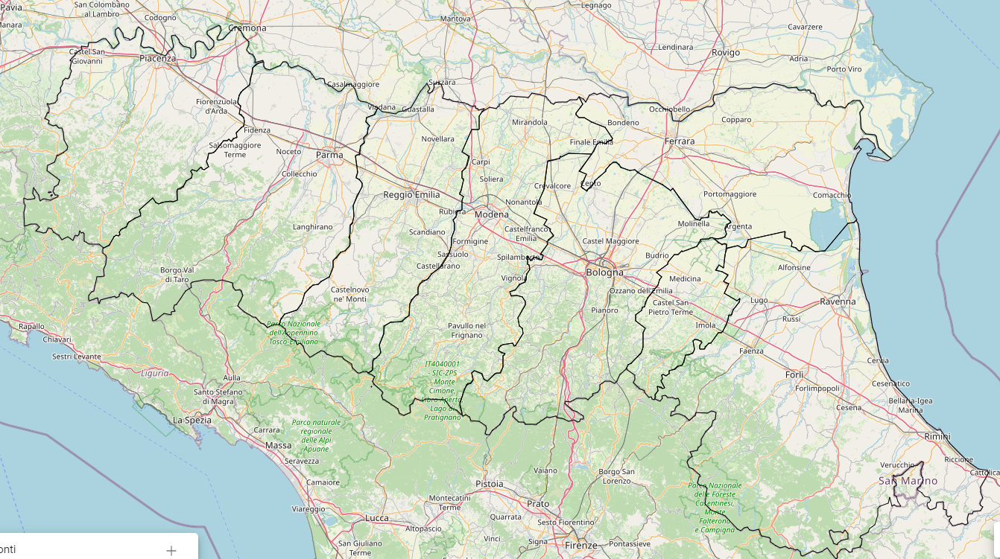 Pavia
San Colombano
al Lambro
Codogno
Cremona
Mantova
Legnago
Cavarzere
Lendinara
Rovigo
Adria
Porto Viro
Castel San
Giovanni
Piacenza
Casalmaggiore
Suzzara
Fiorenzuola
d'Arda
Viadana
Guastalla
Occhiobello
Mirandola
Bondeno
Copparo
Fidenza
Novellara
Finale Emilia
Ferrara
Salsomaggiore
Terme
Noceto
Parma
Carpi
Collecchio
Soliera
Crevalcore
Cento
Reggio Emilia
Portomaggiore
Comacchio
Nonantola
Rubiera
Modena
Langhirano
Molinella
Argenta
Scandiano
Castelfranco
Emilia
Formigine
Castel Maggiore
Sassuolo
Spilamberto
Budrio
Castellarano
Borgo Val
di Taro
Alfonsine
Bologna
Vignola
Medicina
Castelnovo
ne' Monti
Ozzano dell'Emilia
Castel San
Pietro Terme
Lugo
Ravenna
Pianoro
Russi
Rapallo
Chiavari
Sestri Levante
Parco Nazionale
dell'Appennino
Tosco-Emiliano
Pavullo nel
Frignano
Imola
Faenza
Cervia
IT4040001
SIC-ZPS
Monte
Cimone,
Libro Aperto,
Lago di
Pratignano
Liguria
Aulla
Forlì
Forlimpopoli
Cesenatico
Santo Stefano
di Magra
Bellaria-Igea
Marina
Cesena
La Spezia
Carrara
Parco naturale
regionale
delle Alpi
Apuane
Massa
Seravezza
Rimini
Riccione
Verucchio
Cattolica
San Marino
Camaiore
Vaiano
Borgo San
Lorenzo
Pistoia
Parco Nazionale
delle Foreste
Casentinesi,
Monte
Falterona
e Campigna
Viareggio
Montecatini
Terme
Prato
Lucca
Quarrata
Sesto Fiorentino
Altopascio
Vinci
Signa
Firenze
Pontassieve
San Giuliano
Terme
onti